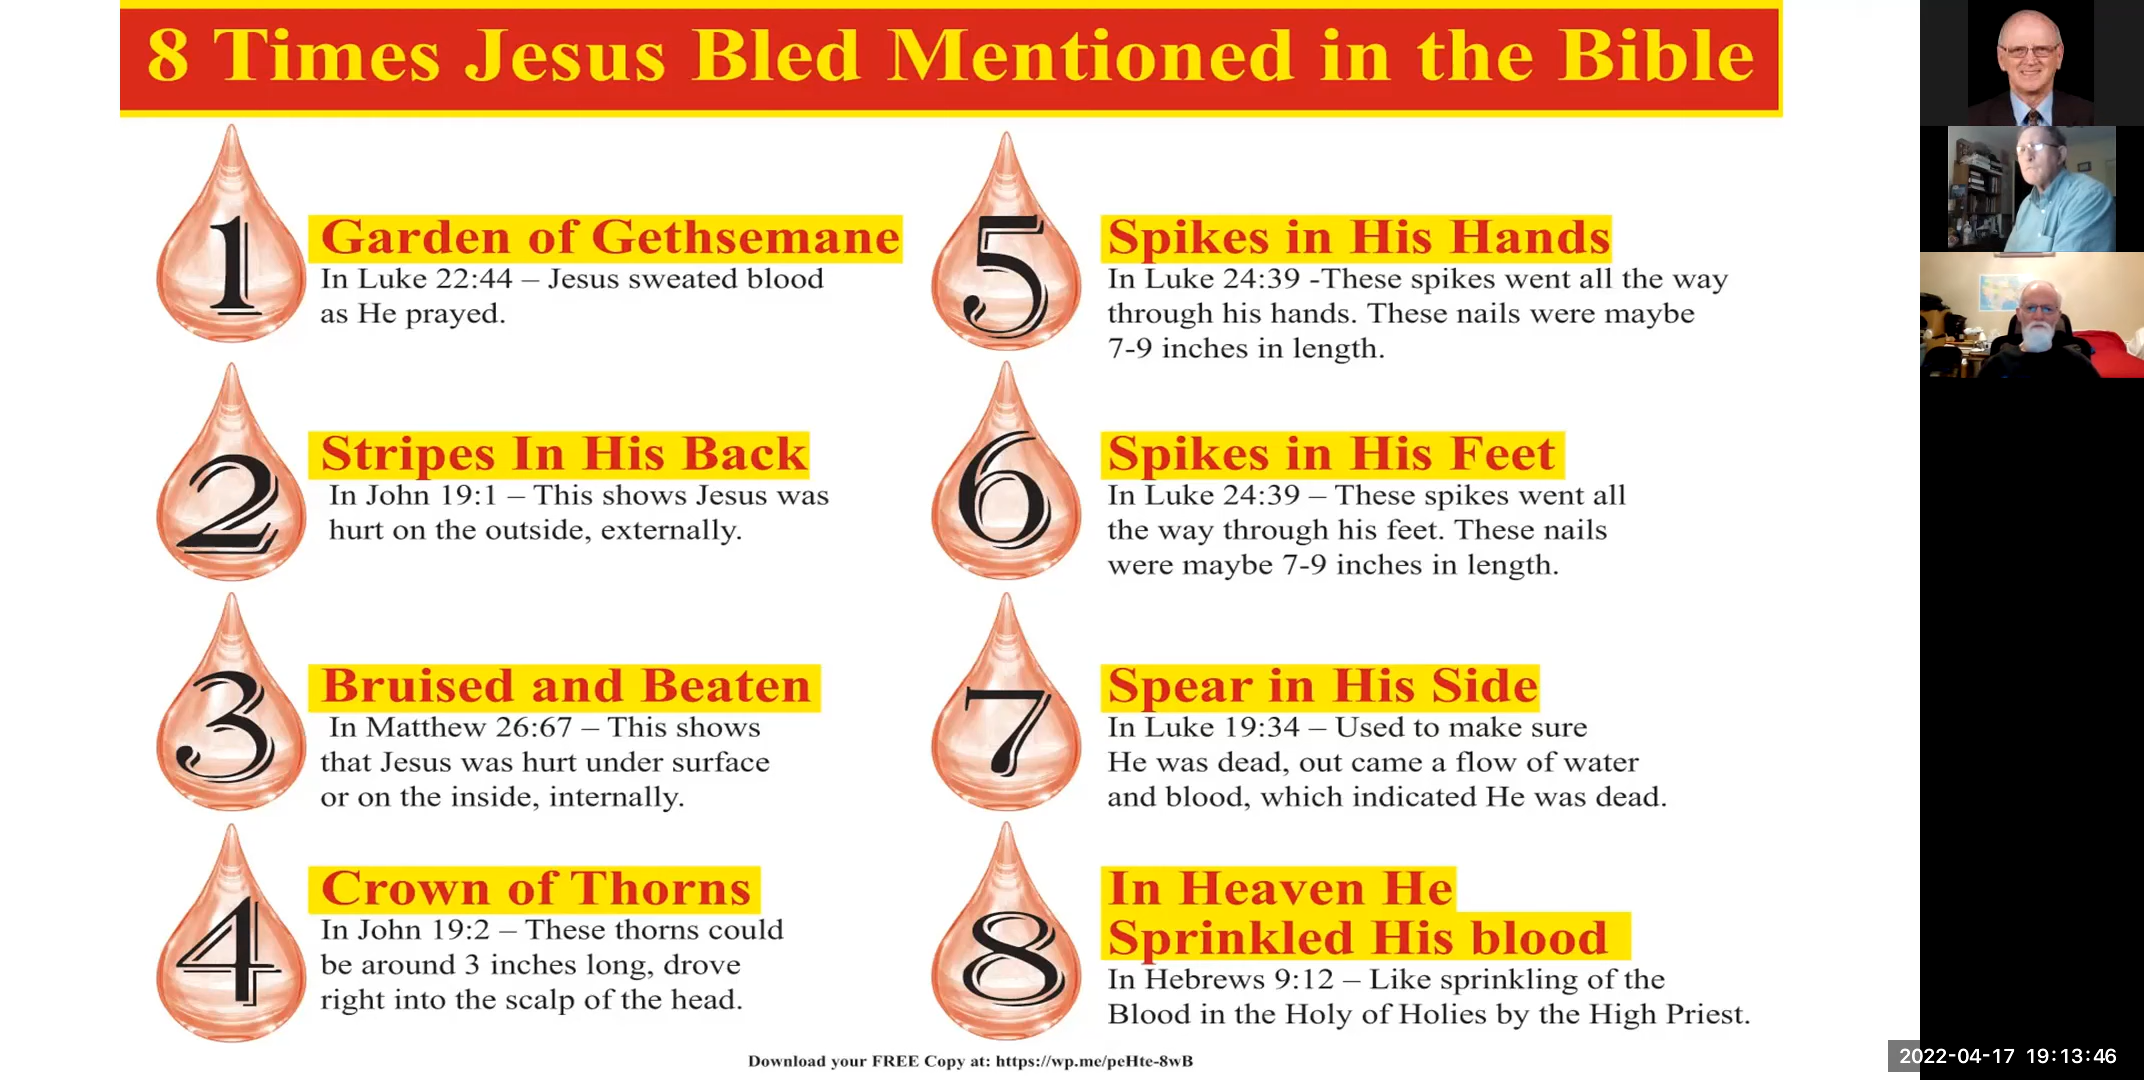 8 Times Jesus Bled Mentioned in the Bible
1
Garden of Gethsemane
In Luke 22:44 – Jesus sweated blood
as He prayed.
2
Stripes In His Back
In John 19:1 – This shows Jesus was
hurt on the outside, externally.
3
Bruised and Beaten
In Matthew 26:67 – This shows
that Jesus was hurt under surface
or on the inside, internally.
4
Crown of Thorns
In John 19:2 – These thorns could
be around 3 inches long, drove
right into the scalp of the head.
5
Spikes in His Hands
In Luke 24:39 -These spikes went all the way
through his hands. These nails were maybe
7-9 inches in length.
6
Spikes in His Feet
In Luke 24:39 – These spikes went all
the way through his feet. These nails
were maybe 7-9 inches in length.
7
Spear in His Side
In Luke 19:34 – Used to make sure
He was dead, out came a flow of water
and blood, which indicated He was dead.
8
In Heaven He
Sprinkled His blood
In Hebrews 9:12 – Like sprinkling of the
Blood in the Holy of Holies by the High Priest.
Download your FREE Copy at: https://wp.me/peHte-8wB
2022-04-17 19:13:46